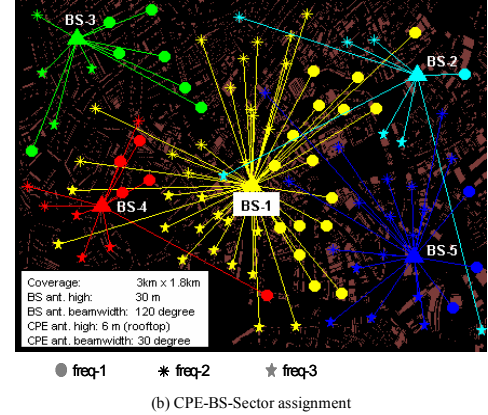 BS-3
BS-2
BS-1
BS-4
BS-5
Coverage: 3km x 1.8km
BS ant. high: 30 m
BS ant. beamwidth: 120 degree
CPE ant. high: 6 m (rooftop)
CPE ant. beamwidth: 30 degree
freq-1 freq-2 freq-3
(b) CPE-BS-Sector assignment